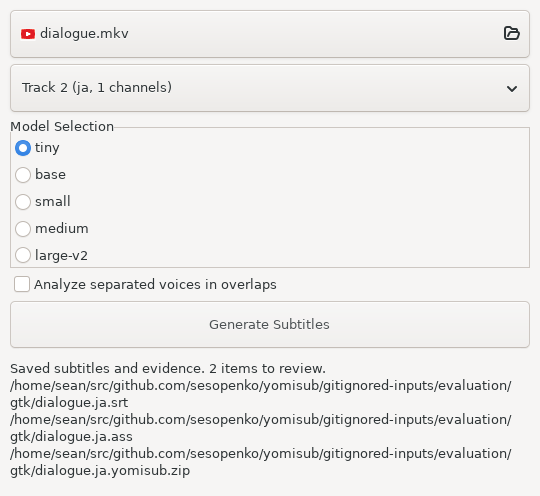 dialogue.mkv
Track 2 (ja, 1 channels)
Model Selection
tiny
base
small
medium
large-v2
Analyze separated voices in overlaps
Generate Subtitles
Saved subtitles and evidence. 2 items to review.
/home/sean/src/github.com/sesopenko/yomisub/gitignored-inputs/evaluation/
gtk/dialogue.ja.srt
/home/sean/src/github.com/sesopenko/yomisub/gitignored-inputs/evaluation/
gtk/dialogue.ja.ass
/home/sean/src/github.com/sesopenko/yomisub/gitignored-inputs/evaluation/
gtk/dialogue.ja.yomisub.zip